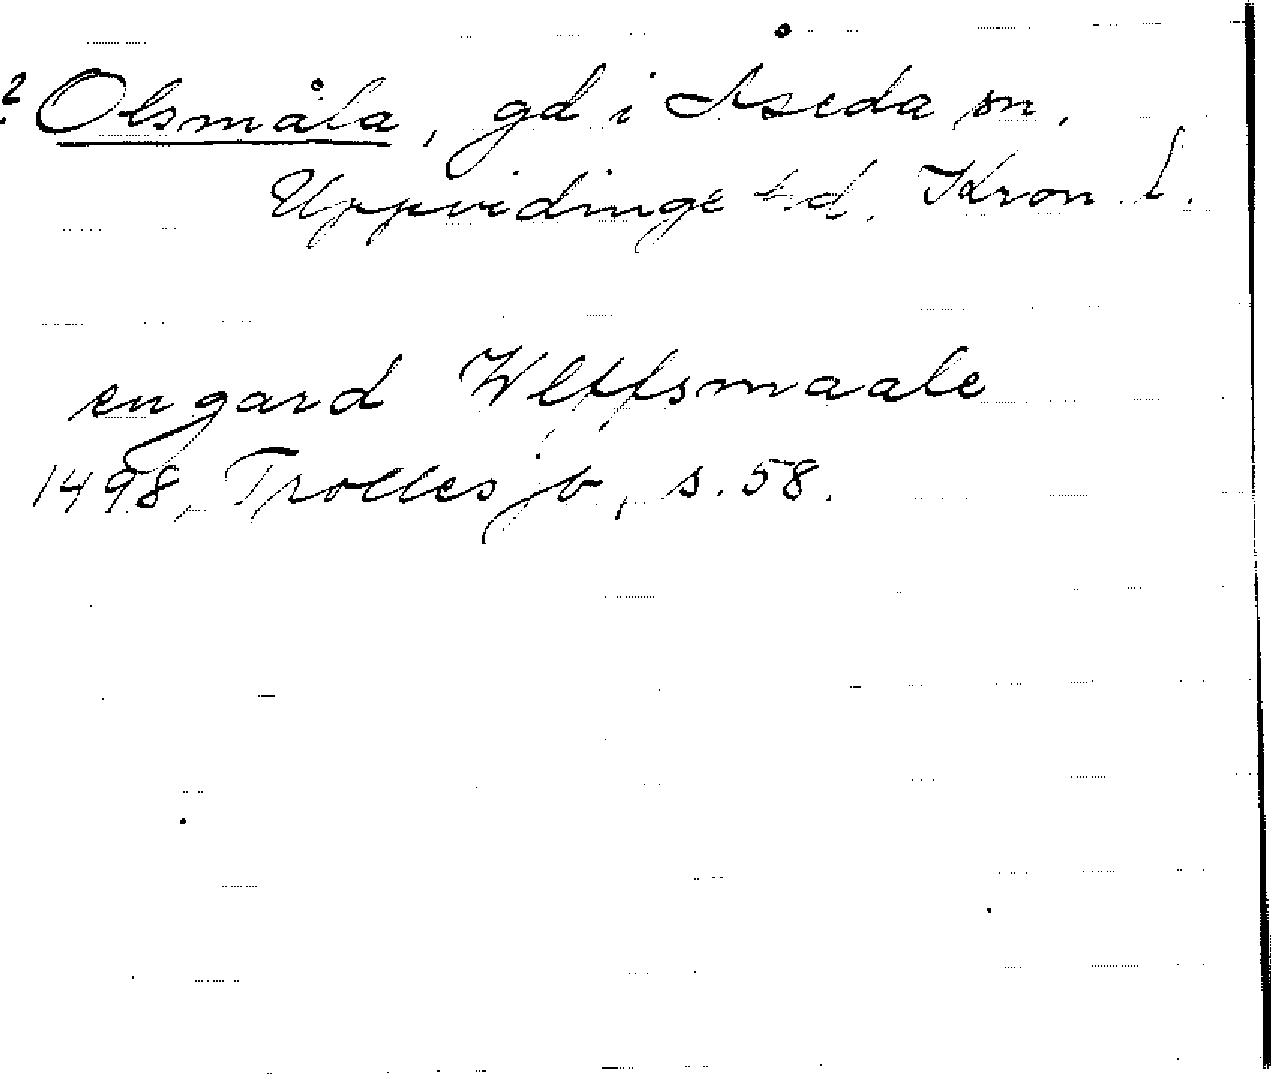 ? Olsmåla, gd i Åseda sn,
Uppvidinge hd, Kron. l.
en gard Wlffsmaale
1498, Trolles jb, s. 58.